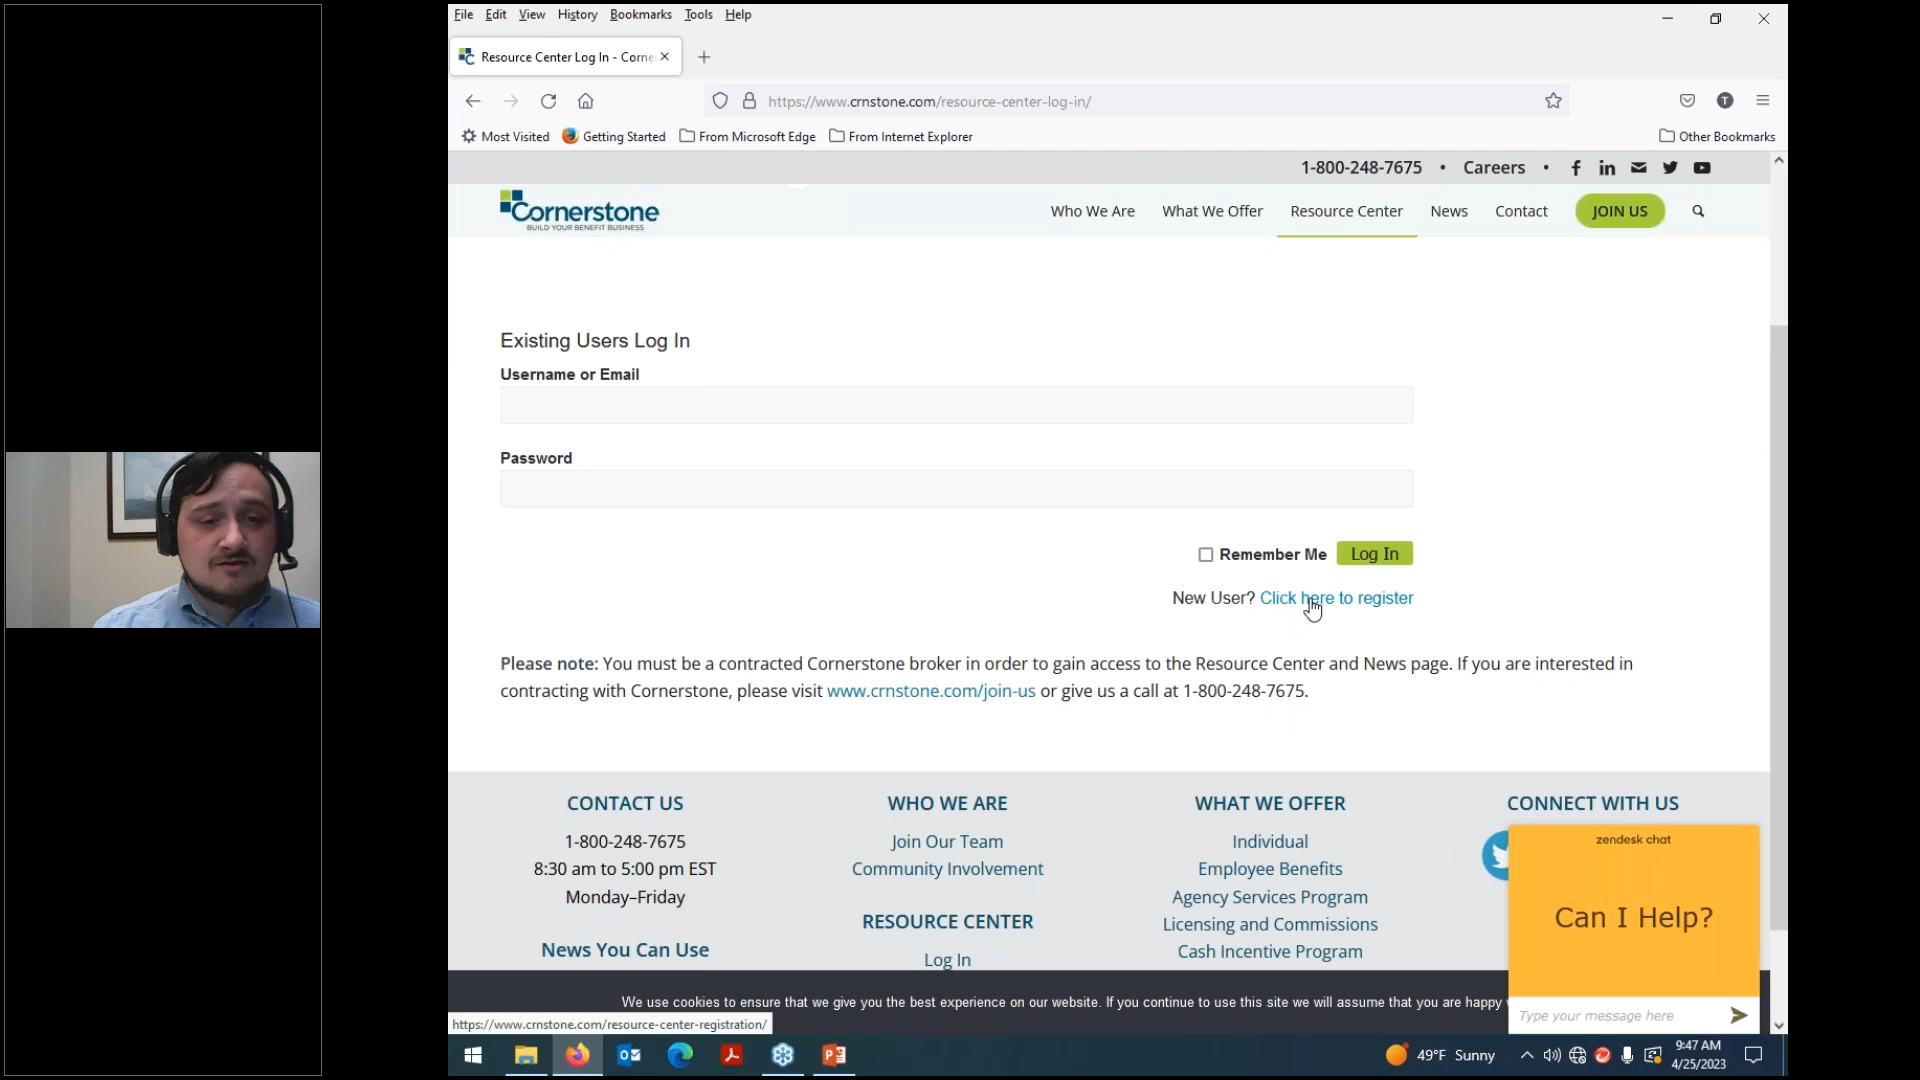 File Edit View History Bookmarks Tools Help
Resource Center Log In - Corne
https://www.crnstone.com/resource-center-log-in/
T
Most Visited Getting Started From Microsoft Edge From Internet Explorer Other Bookmarks
1-800-248-7675 • Careers •
Cornerstone
BUILD YOUR BENEFIT BUSINESS
Who We Are What We Offer Resource Center News Contact JOIN US
Existing Users Log In
Username or Email
Password
Remember Me Log In
New User? Click here to register
Please note: You must be a contracted Cornerstone broker in order to gain access to the Resource Center and News page. If you are interested in
contracting with Cornerstone, please visit www.crnstone.com/join-us or give us a call at 1-800-248-7675.
CONTACT US
1-800-248-7675
8:30 am to 5:00 pm EST
Monday–Friday
News You Can Use
WHO WE ARE
Join Our Team
Community Involvement
RESOURCE CENTER
Log In
WHAT WE OFFER
Individual
Employee Benefits
Agency Services Program
Licensing and Commissions
Cash Incentive Program
CONNECT WITH US
zendesk chat
Can I Help?
Type your message here
We use cookies to ensure that we give you the best experience on our website. If you continue to use this site we will assume that you are happy
https://www.crnstone.com/resource-center-registration/
49°F Sunny
9:47 AM
4/25/2023